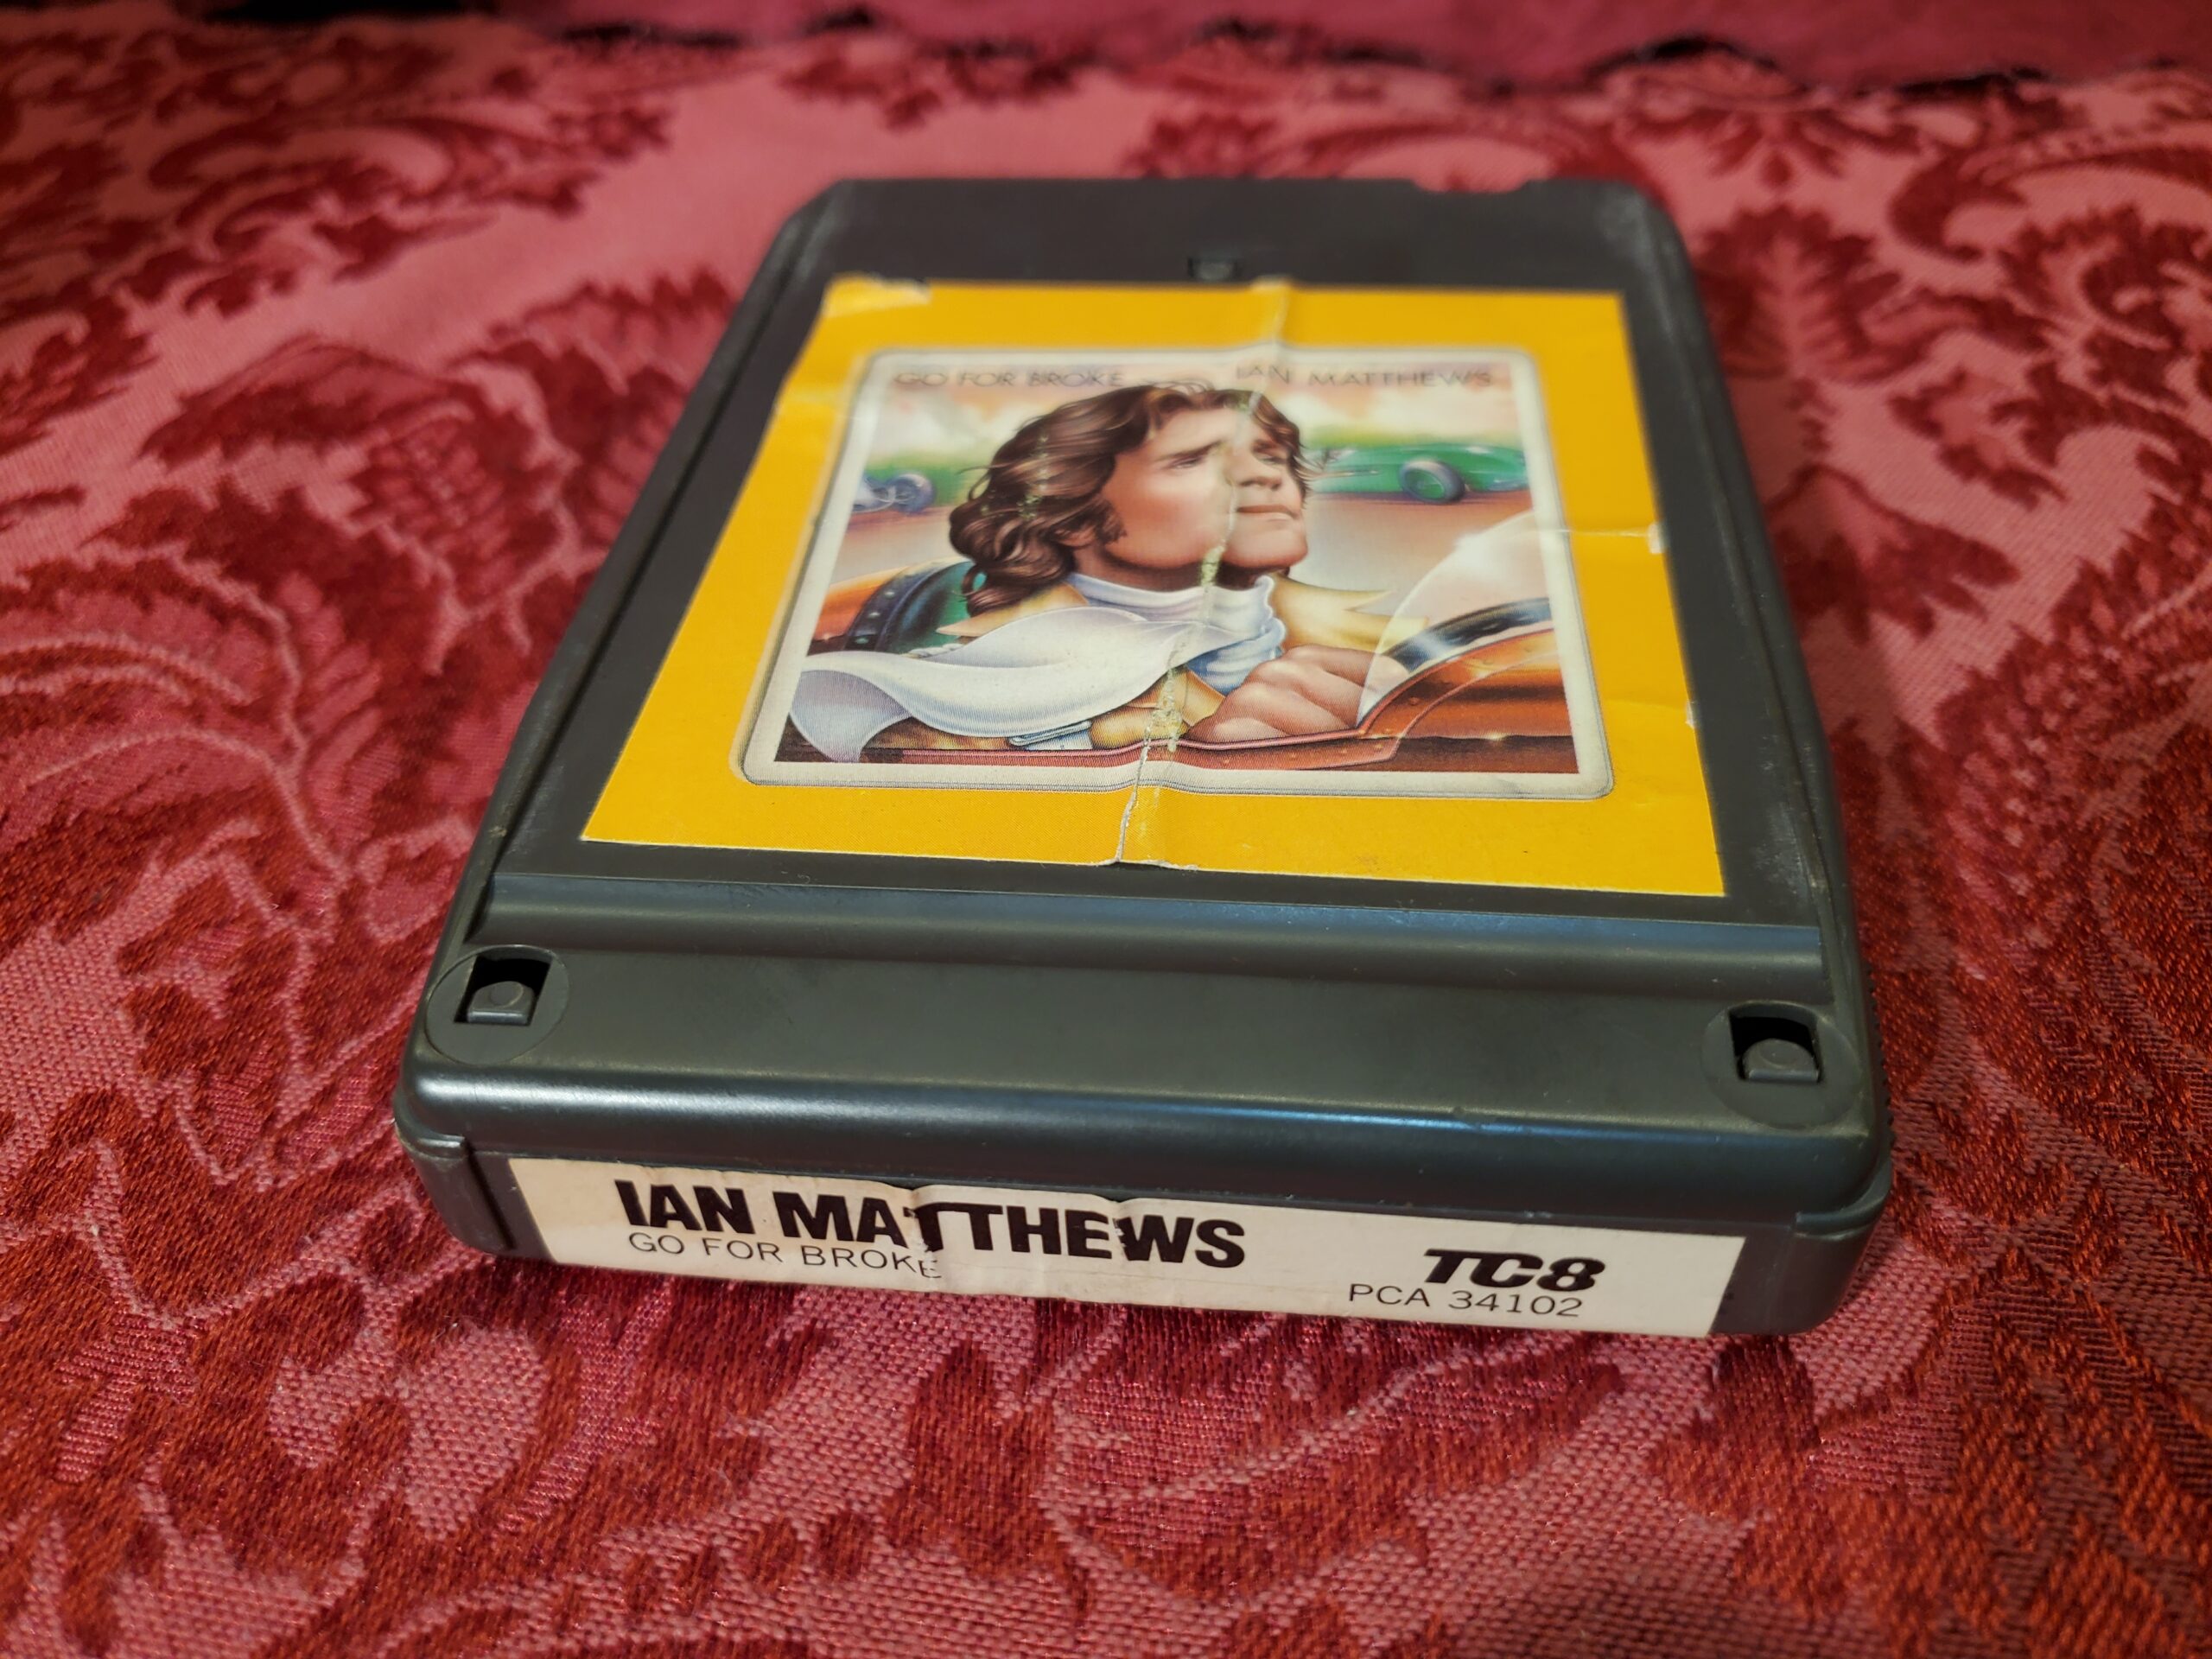 GO FOR BROKE IAN MATTHEWS
IAN MATTHEWS
GO FOR BROKE
TC8
PCA 34102